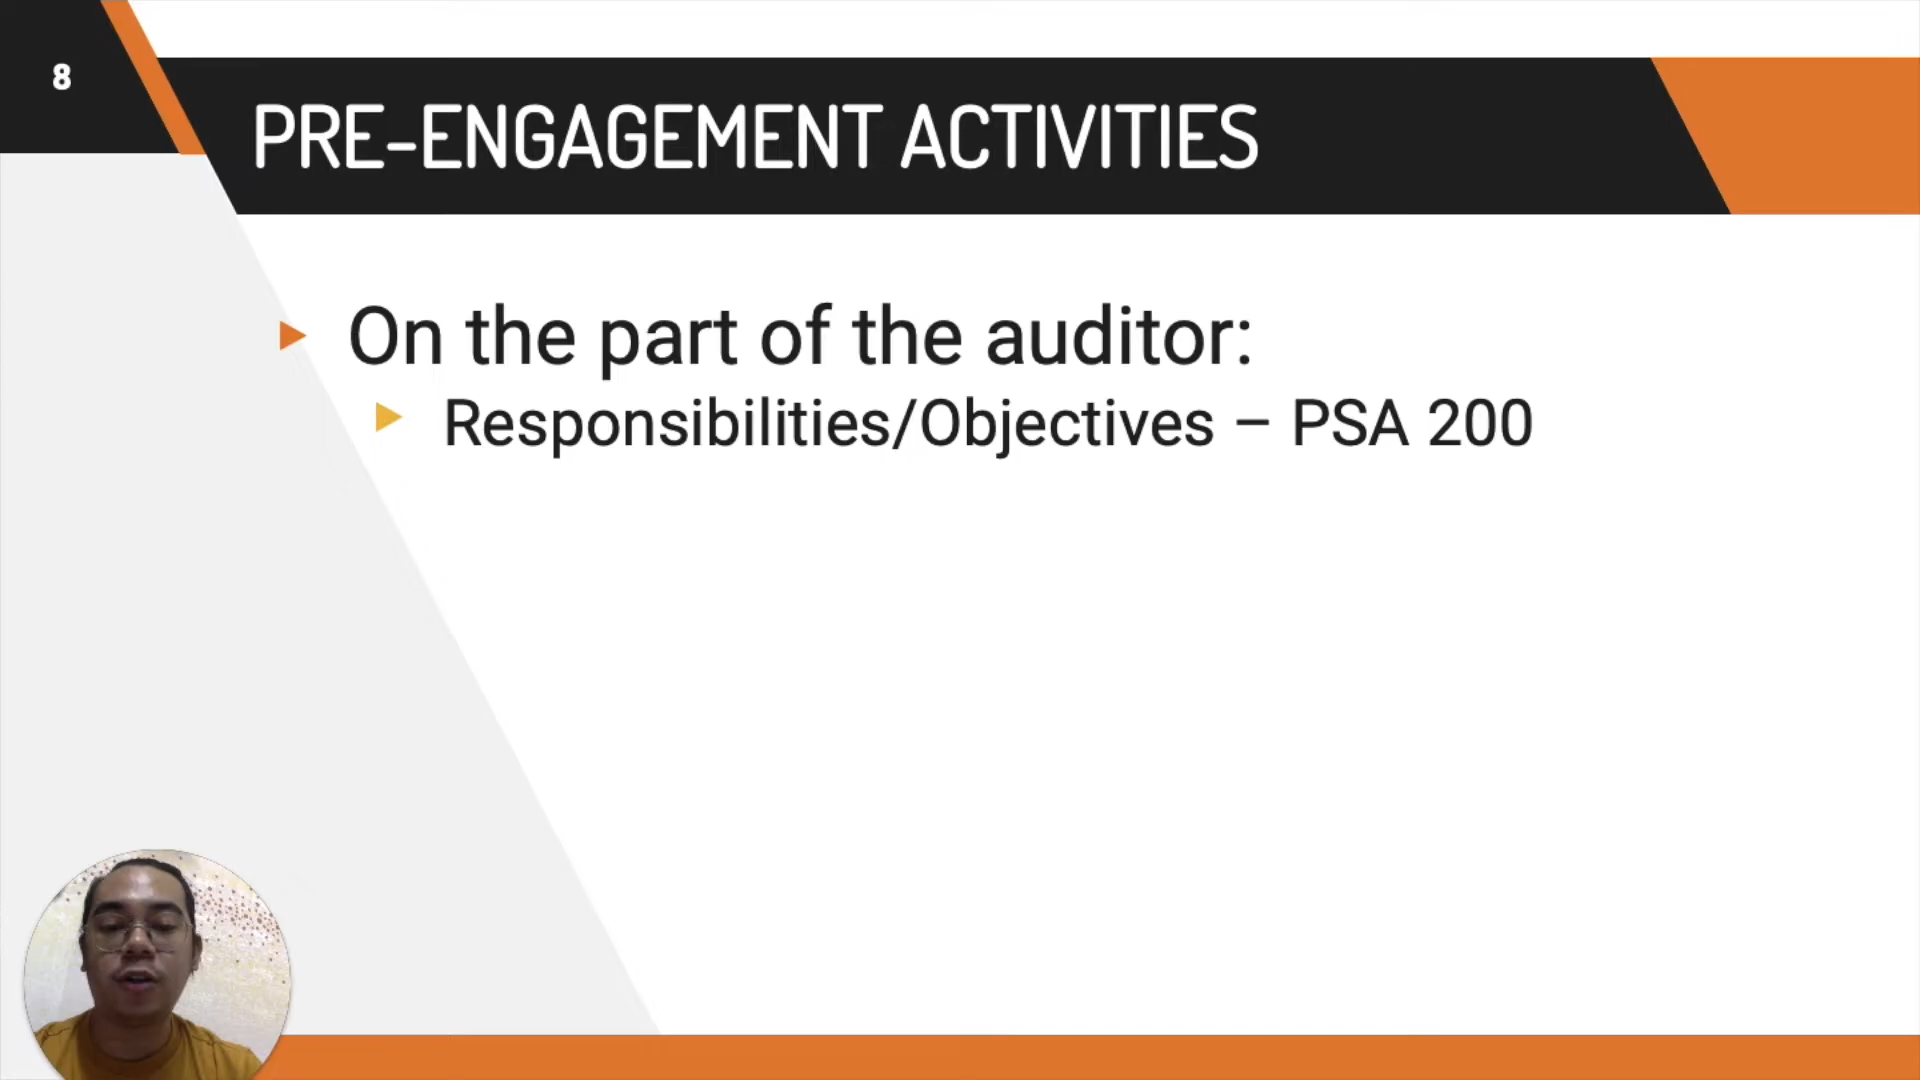 8
PRE-ENGAGEMENT ACTIVITIES
On the part of the auditor:
Responsibilities/Objectives – PSA 200